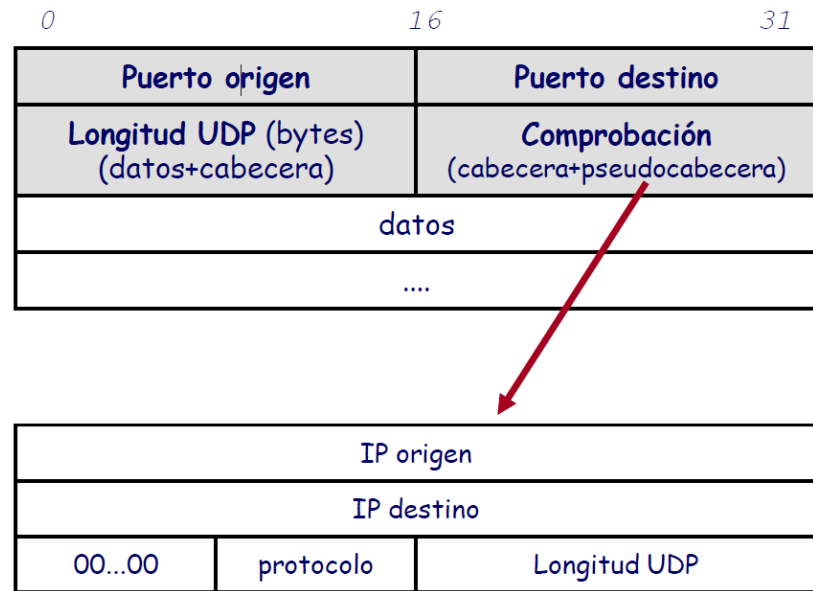 0 16 31
Puerto origen Puerto destino
Longitud UDP (bytes) Comprobación
(datos+cabecera) (cabecera+pseudocabecera)
datos
....
IP origen
IP destino
00...00 protocolo Longitud UDP